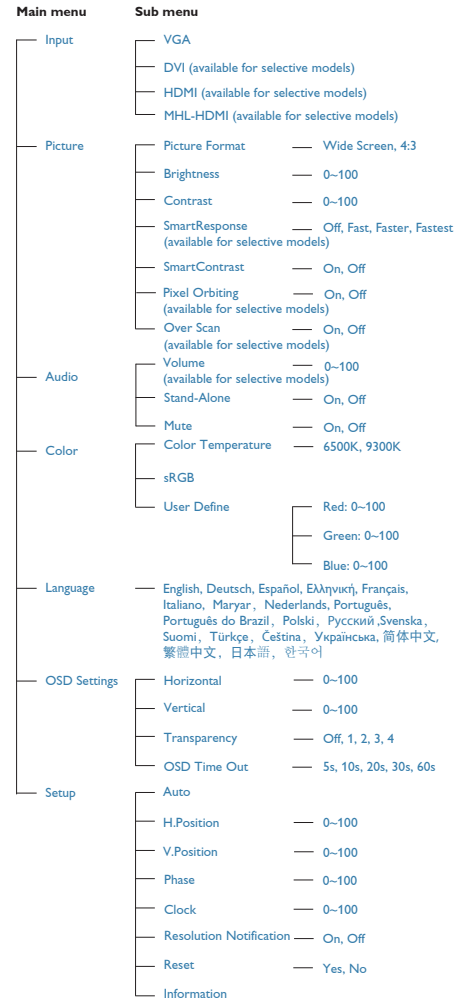 Main menu Sub menu
Input VGA
DVI (available for selective models)
HDMI (available for selective models)
MHL-HDMI (available for selective models)
Picture Picture Format Wide Screen, 4:3
Brightness 0~100
Contrast 0~100
SmartResponse Off, Fast, Faster, Fastest
(available for selective models)
SmartContrast On, Off
Pixel Orbiting On, Off
(available for selective models)
Over Scan On, Off
(available for selective models)
Audio Volume 0~100
(available for selective models)
Stand-Alone On, Off
Mute On, Off
Color Color Temperature 6500K, 9300K
sRGB
User Define Red: 0~100
Green: 0~100
Blue: 0~100
Language English, Deutsch, Español, Ελληνική, Français,
Italiano, Maryar, Nederlands, Português,
Português do Brazil, Polski, Русский ,Svenska,
Suomi, Türkçe, Čeština, Українська, 简体中文,
繁體中文, 日本語, 한국어
OSD Settings Horizontal 0~100
Vertical 0~100
Transparency Off, 1, 2, 3, 4
OSD Time Out 5s, 10s, 20s, 30s, 60s
Setup Auto
H.Position 0~100
V.Position 0~100
Phase 0~100
Clock 0~100
Resolution Notification On, Off
Reset Yes, No
Information